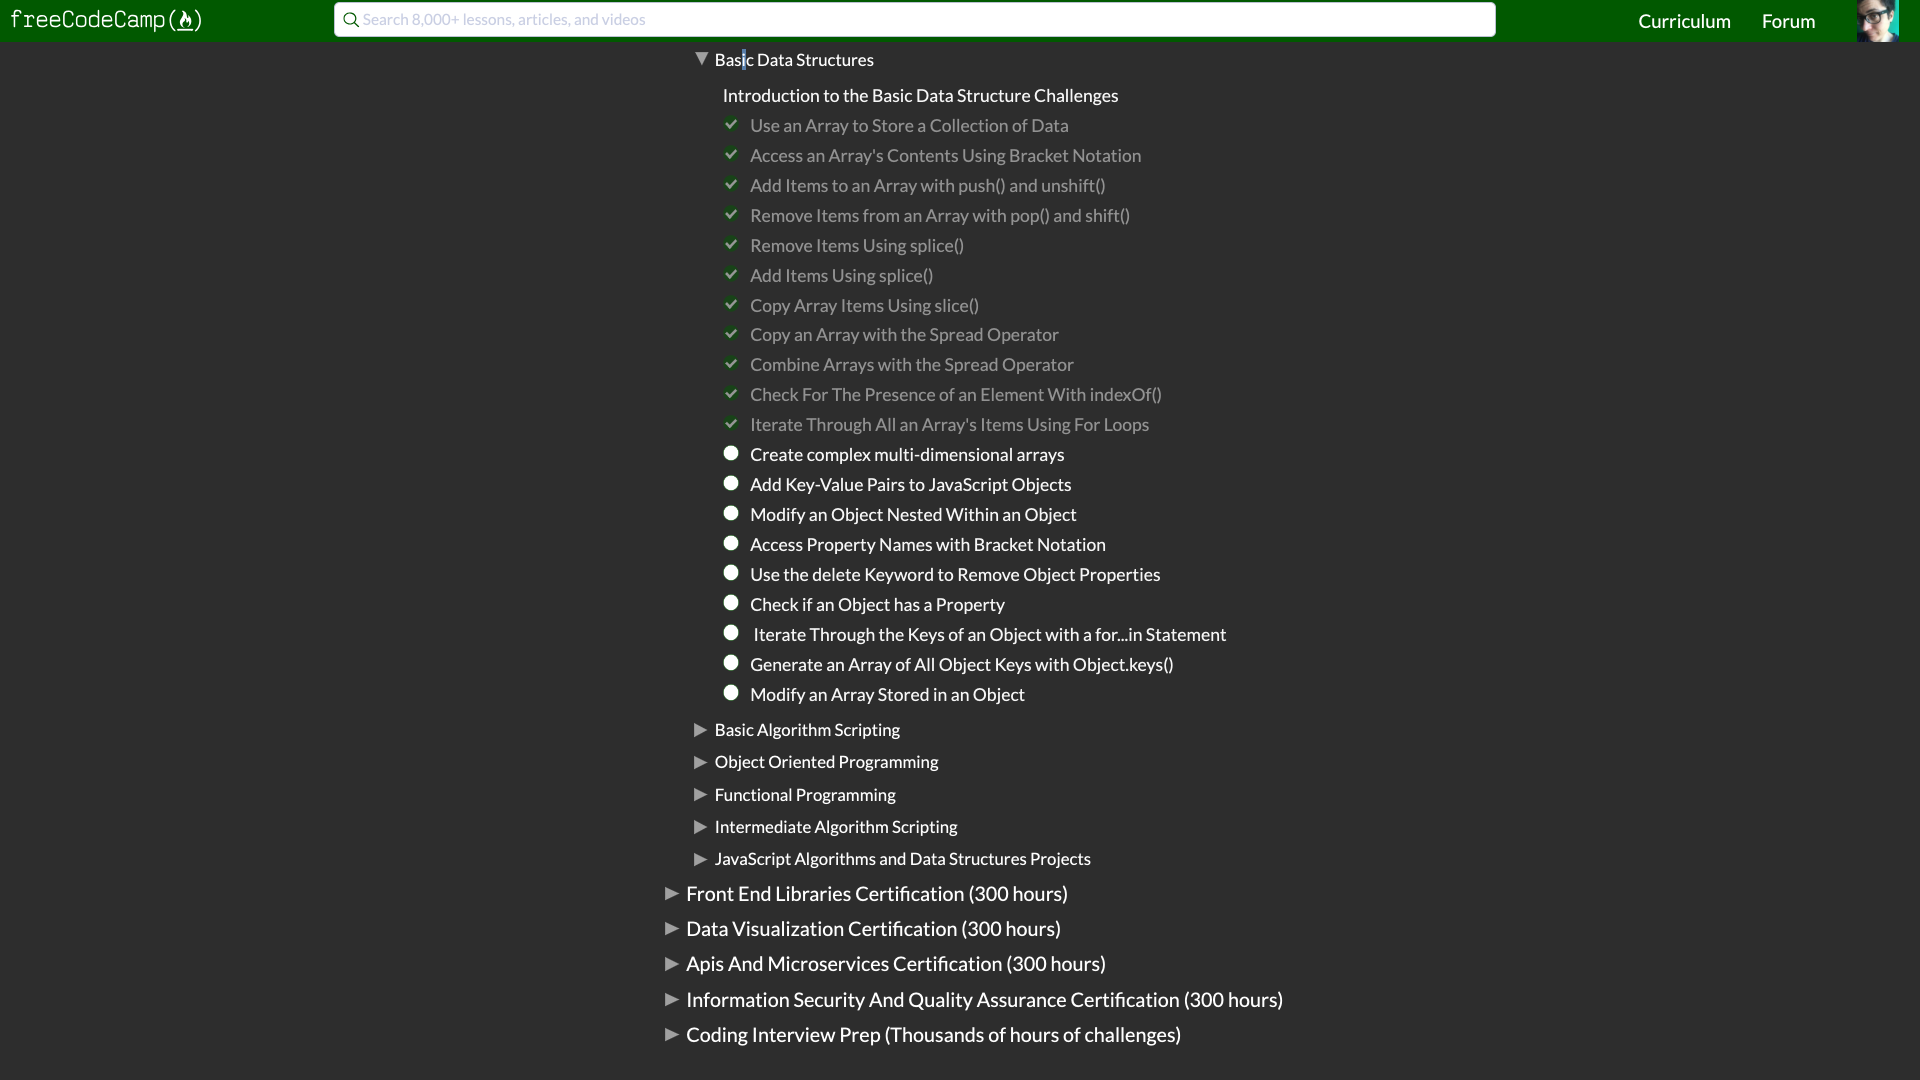 freeCodeCamp(🔥)
Search 8,000+ lessons, articles, and videos
Curriculum
Forum
Basic Data Structures
Introduction to the Basic Data Structure Challenges
Use an Array to Store a Collection of Data
Access an Array's Contents Using Bracket Notation
Add Items to an Array with push() and unshift()
Remove Items from an Array with pop() and shift()
Remove Items Using splice()
Add Items Using splice()
Copy Array Items Using slice()
Copy an Array with the Spread Operator
Combine Arrays with the Spread Operator
Check For The Presence of an Element With indexOf()
Iterate Through All an Array's Items Using For Loops
Create complex multi-dimensional arrays
Add Key-Value Pairs to JavaScript Objects
Modify an Object Nested Within an Object
Access Property Names with Bracket Notation
Use the delete Keyword to Remove Object Properties
Check if an Object has a Property
Iterate Through the Keys of an Object with a for...in Statement
Generate an Array of All Object Keys with Object.keys()
Modify an Array Stored in an Object
Basic Algorithm Scripting
Object Oriented Programming
Functional Programming
Intermediate Algorithm Scripting
JavaScript Algorithms and Data Structures Projects
Front End Libraries Certification (300 hours)
Data Visualization Certification (300 hours)
Apis And Microservices Certification (300 hours)
Information Security And Quality Assurance Certification (300 hours)
Coding Interview Prep (Thousands of hours of challenges)